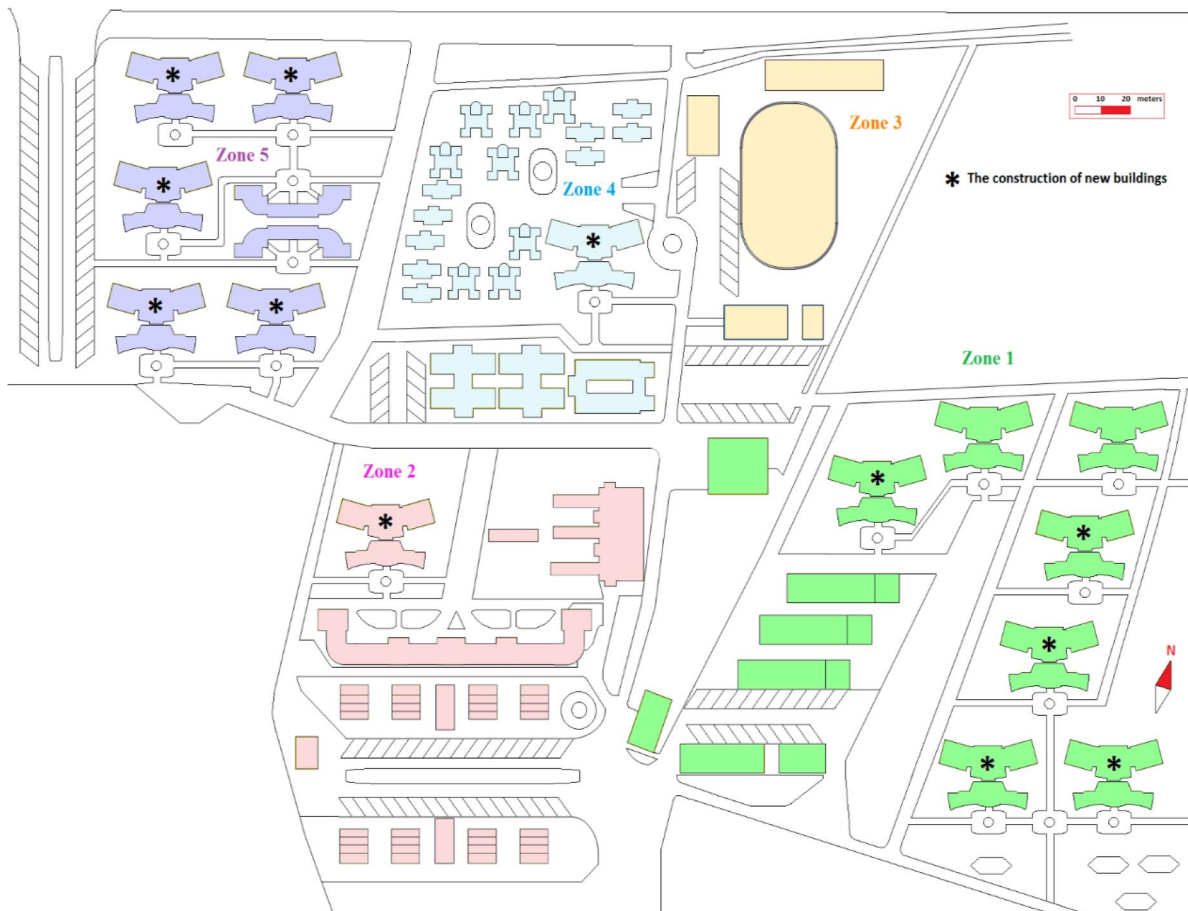 0 10 20 meters
Zone 3
Zone 5
* The construction of new buildings
Zone 4
Zone 1
Zone 2
N